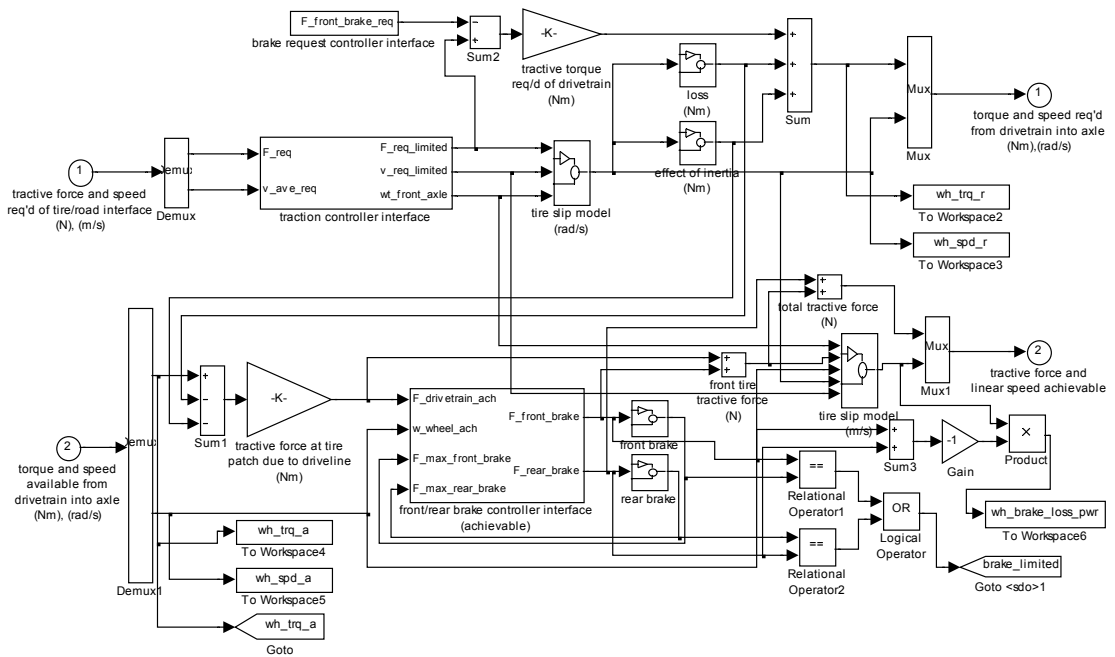 F_front_brake_req
brake request controller interface
−
+
Sum2
-K-
tractive torque
req/d of drivetrain
(Nm)
loss
(Nm)
effect of inertia
(Nm)
+
+
+
Sum
Mux
Mux
1
torque and speed req'd
from drivetrain into axle
(Nm),(rad/s)
1
tractive force and speed
req'd of tire/road interface
(N), (m/s)
Demux
Demux
F_req
v_ave_req
F_req_limited
v_req_limited
wt_front_axle
traction controller interface
tire slip model
(rad/s)
wh_trq_r
To Workspace2
wh_spd_r
To Workspace3
+
+
total tractive force
(N)
Mux
Mux1
2
tractive force and
linear speed achievable
2
torque and speed
available from
drivetrain into axle
(Nm), (rad/s)
Demux
Demux1
+
−
−
Sum1
-K-
tractive force at tire
patch due to driveline
(Nm)
F_drivetrain_ach
w_wheel_ach
F_max_front_brake
F_max_rear_brake
F_front_brake
F_rear_brake
front/rear brake controller interface
(achievable)
front brake
rear brake
+
+
front tire
tractive force
(N)
tire slip model
(m/s)
+
+
Sum3
-1
Gain
×
Product
wh_brake_loss_pwr
To Workspace6
==
Relational
Operator1
==
Relational
Operator2
OR
Logical
Operator
brake_limited
Goto <sdo>1
wh_trq_a
To Workspace4
wh_spd_a
To Workspace5
wh_trq_a
Goto